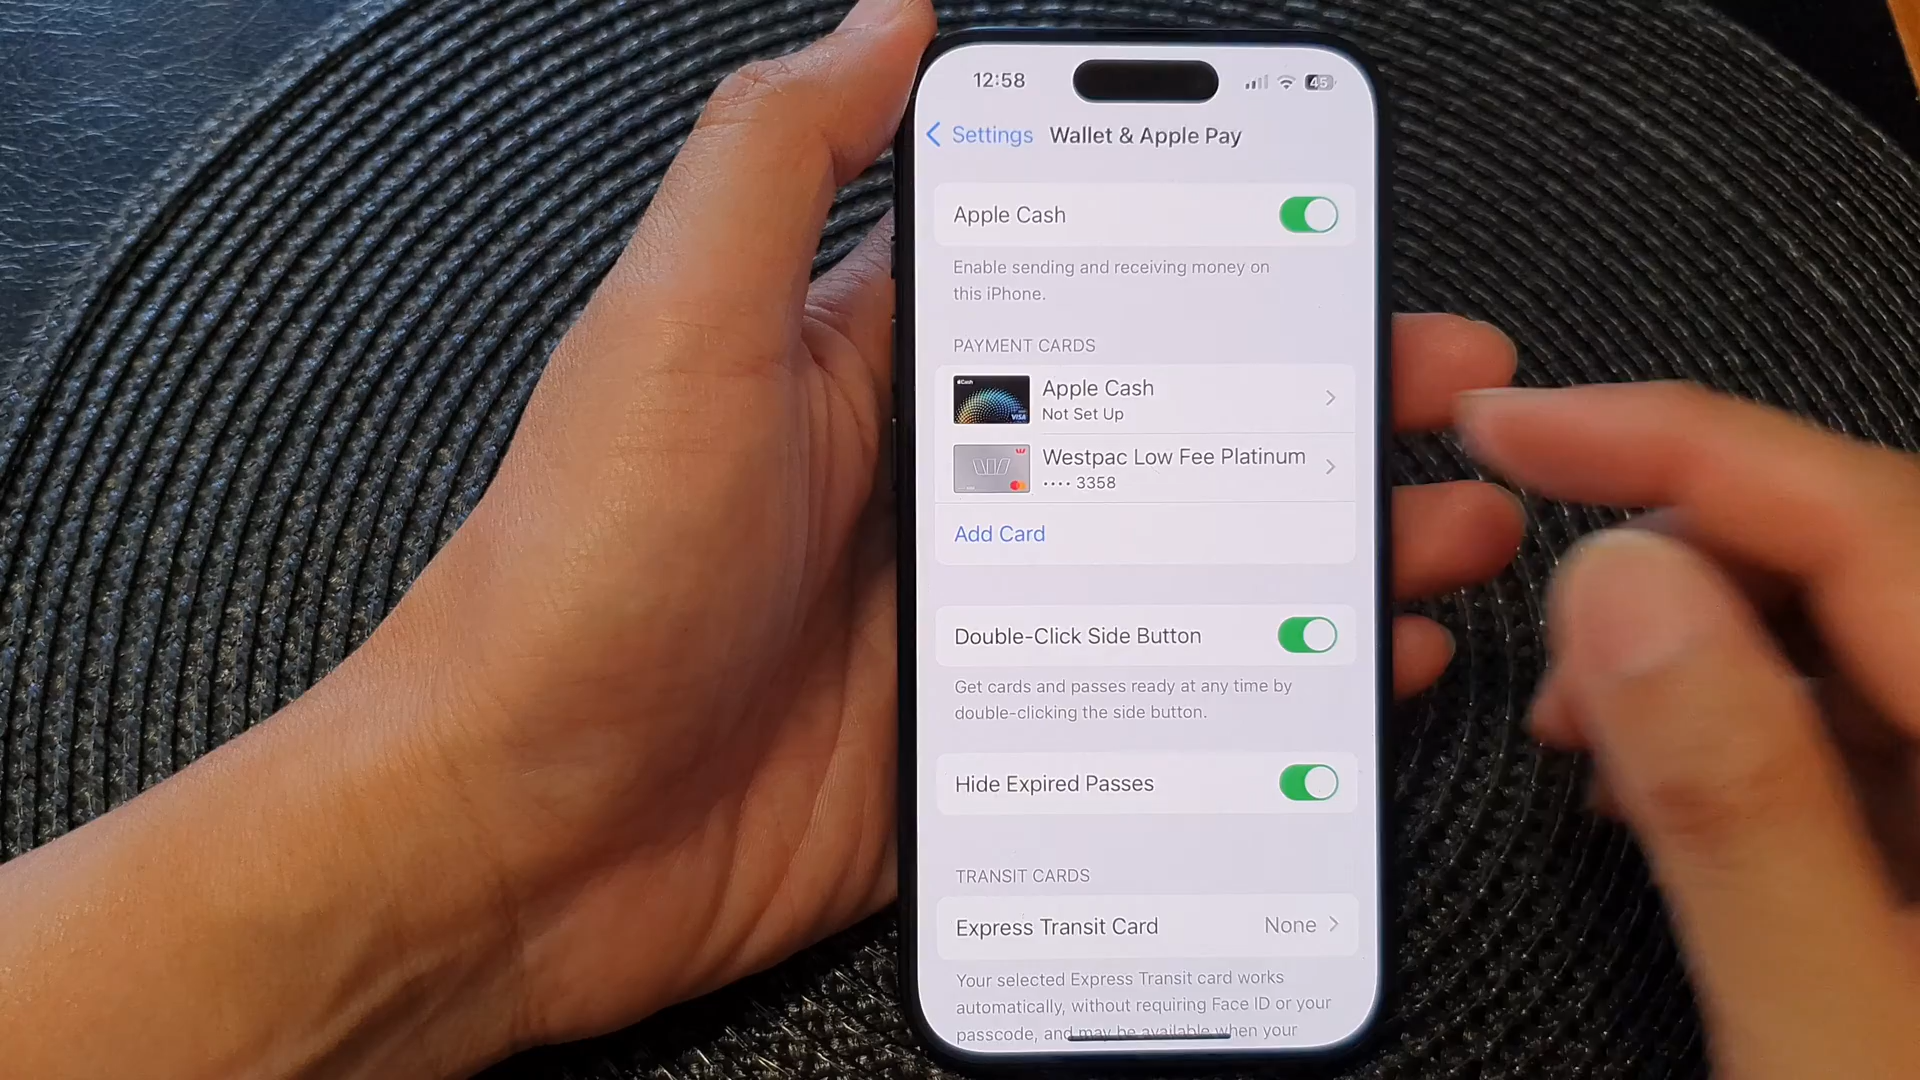 12:58
45
Settings
Wallet & Apple Pay
Apple Cash
Enable sending and receiving money on
this iPhone.
PAYMENT CARDS
Cash
VISA
Apple Cash
Not Set Up
Westpac Low Fee Platinum
•••• 3358
Add Card
Double-Click Side Button
Get cards and passes ready at any time by
double-clicking the side button.
Hide Expired Passes
TRANSIT CARDS
Express Transit Card
None
Your selected Express Transit card works
automatically, without requiring Face ID or your
passcode, and may be available when your